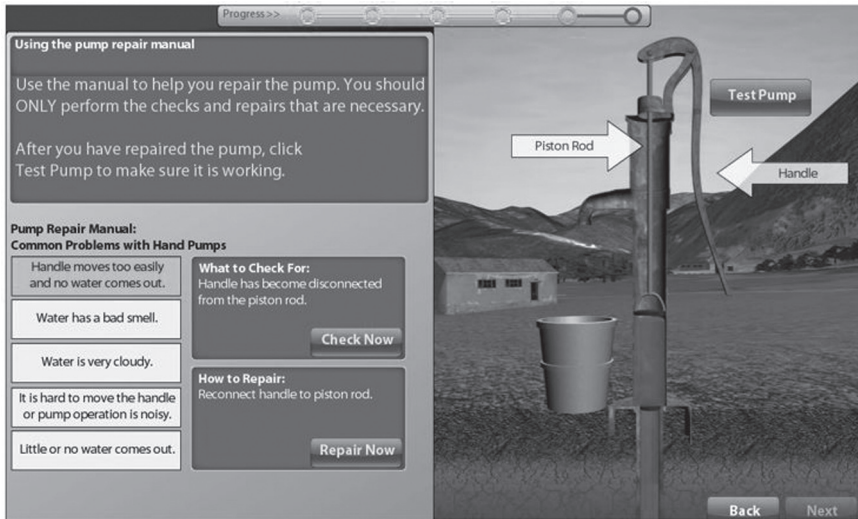 Progress>>
Using the pump repair manual
Use the manual to help you repair the pump. You should
ONLY perform the checks and repairs that are necessary.
After you have repaired the pump, click
Test Pump to make sure it is working.
Test Pump
Piston Rod
Handle
Pump Repair Manual:
Common Problems with Hand Pumps
Handle moves too easily
and no water comes out.
Water has a bad smell.
Water is very cloudy.
It is hard to move the handle
or pump operation is noisy.
Little or no water comes out.
What to Check For:
Handle has become disconnected
from the piston rod.
Check Now
How to Repair:
Reconnect handle to piston rod.
Repair Now
Back
Next